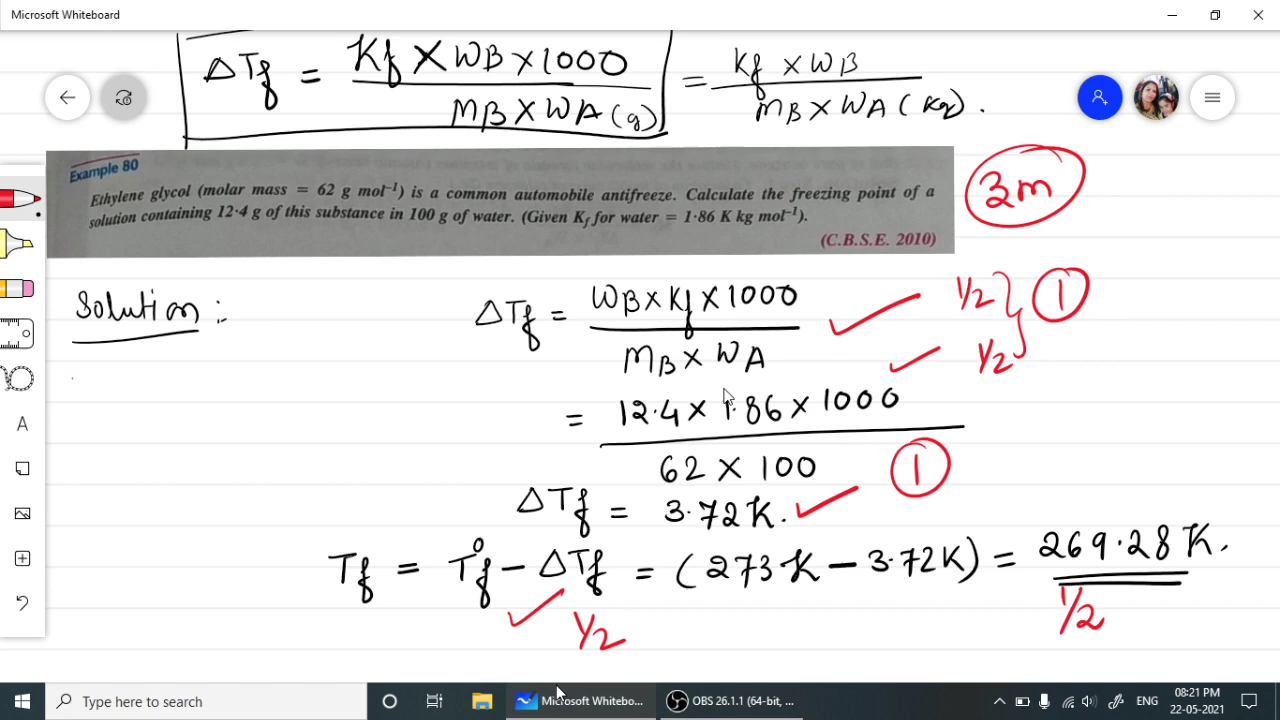 Microsoft Whiteboard
ΔTf = Kf × WB × 1000 / MB × WA (g) = Kf × WB / MB × WA (Kg).
Example 80
Ethylene glycol (molar mass = 62 g mol⁻¹) is a common automobile antifreeze. Calculate the freezing point of a
solution containing 12·4 g of this substance in 100 g of water. (Given Kf for water = 1·86 K kg mol⁻¹).
(C.B.S.E. 2010)
3m
Solution :
ΔTf = WB × Kf × 1000 / MB × WA
1/2
1
1/2
= 12.4 × 1.86 × 1000 / 62 × 100
1
ΔTf = 3.72K.
Tf = T°f − ΔTf = (273K − 3.72K) = 269.28K.
1/2
1/2
A
Type here to search
Microsoft Whitebo...
OBS 26.1.1 (64-bit, ...
ENG
08:21 PM
22-05-2021